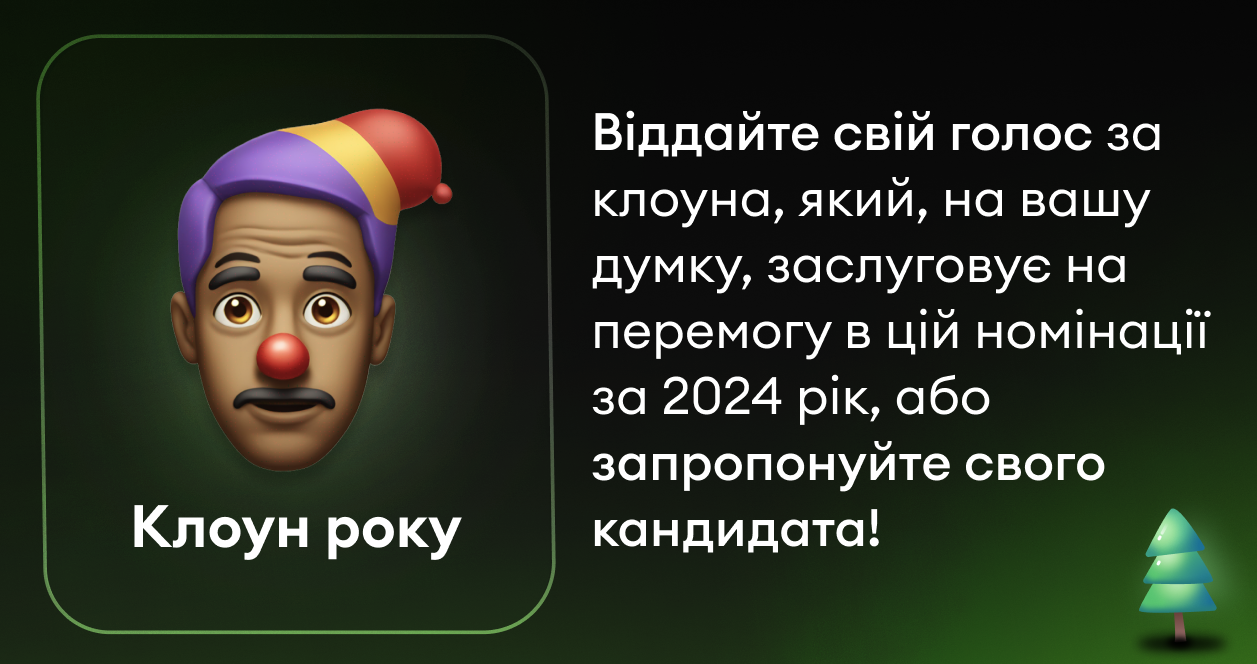 Клоун року
Віддайте свій голос за
клоуна, який, на вашу
думку, заслуговує на
перемогу в цій номінації
за 2024 рік, або
запропонуйте свого
кандидата!